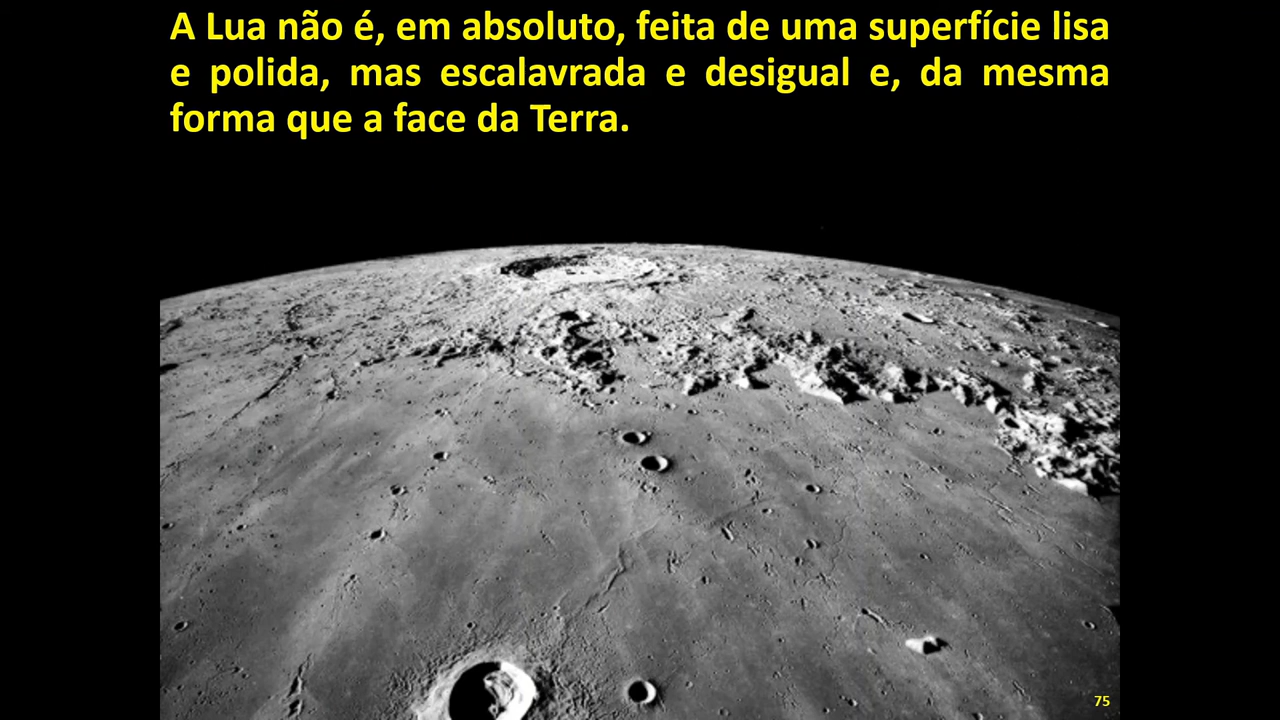 A Lua não é, em absoluto, feita de uma superfície lisa
e polida, mas escalavrada e desigual e, da mesma
forma que a face da Terra.
75